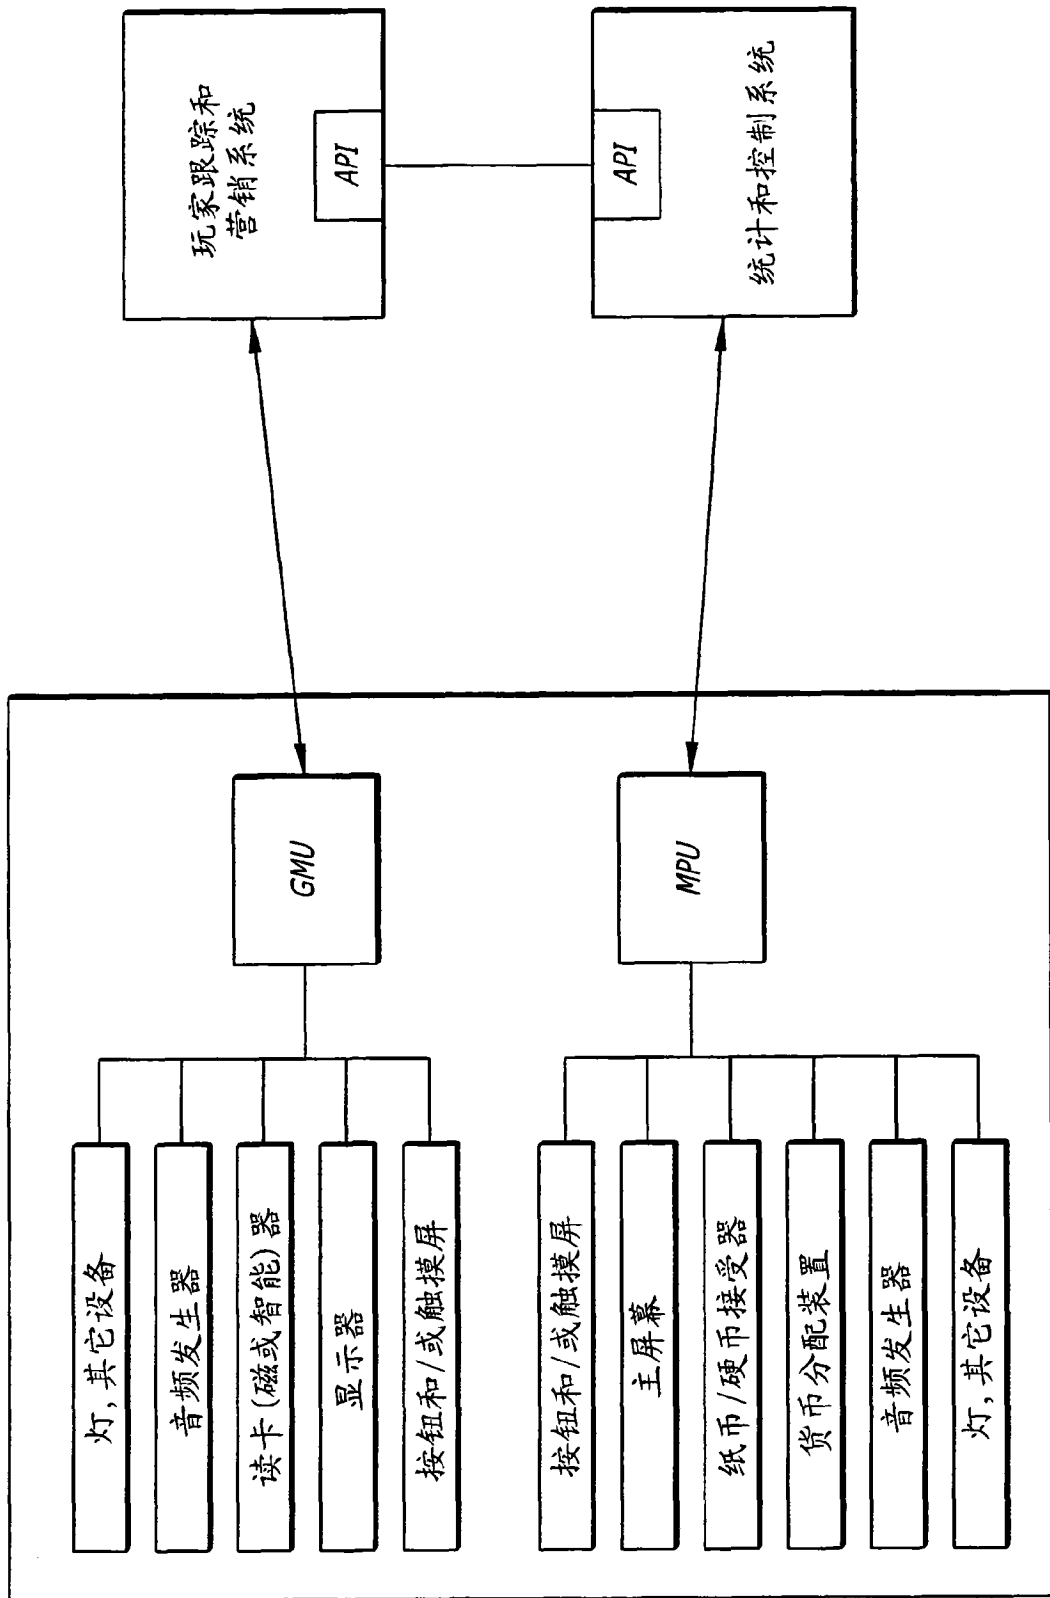 玩家跟踪和
营销系统
API
API
统计和控制系统
GMU
MPU
灯,其它设备
音频发生器
读卡(磁或智能)器
显示器
按钮和/或触摸屏
按钮和/或触摸屏
主屏幕
纸币/硬币接受器
货币分配装置
音频发生器
灯,其它设备